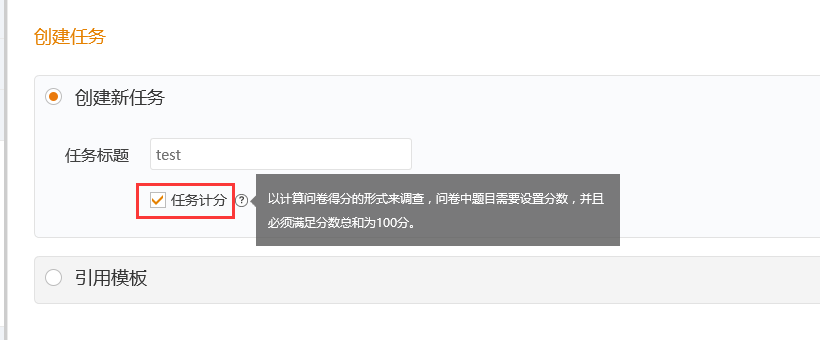 创建任务
创建新任务
任务标题 test
任务计分 ? 以计算问卷得分的形式来调查，问卷中题目需要设置分数，并且
必须满足分数总和为100分。
引用模板